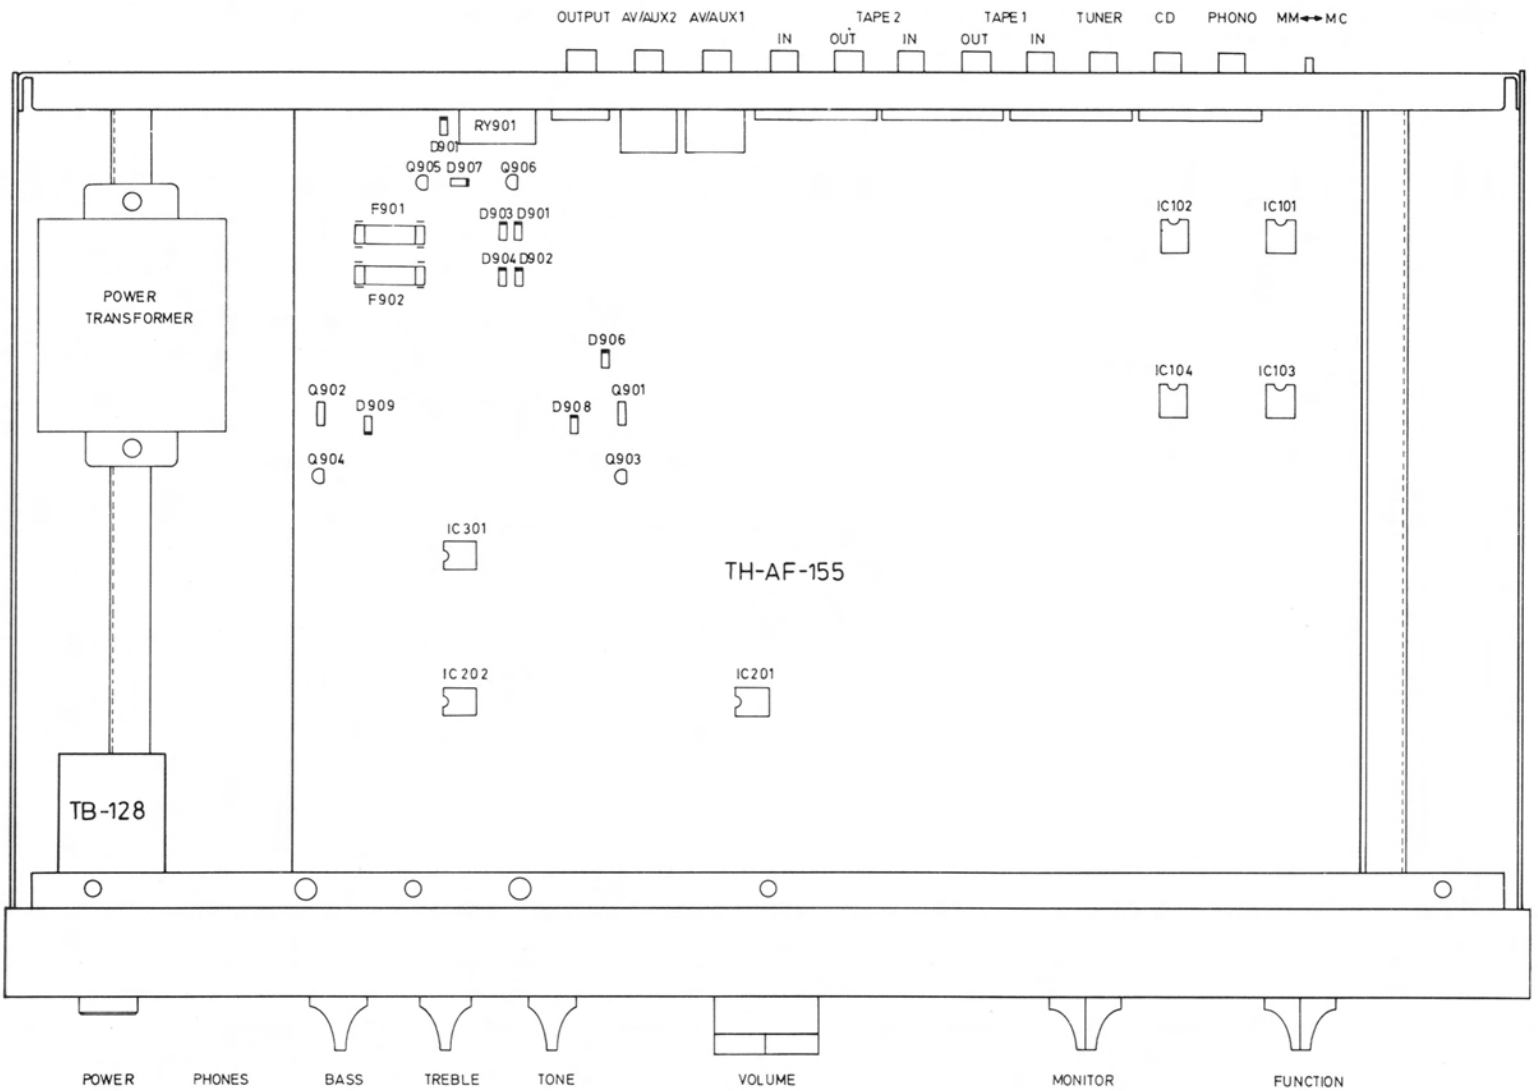 OUTPUT AV/AUX2 AV/AUX1 TAPE 2 TAPE 1 TUNER CD PHONO MM↔MC
IN OUT IN OUT IN
RY901
D901
Q905 D907 Q906
F901
D903 D901
D904 D902
F902
IC102 IC101
POWER
TRANSFORMER
D906
IC104 IC103
Q902 Q901
D909 D908
Q904 Q903
IC301
TH-AF-155
IC202 IC201
TB-128
POWER PHONES BASS TREBLE TONE VOLUME MONITOR FUNCTION